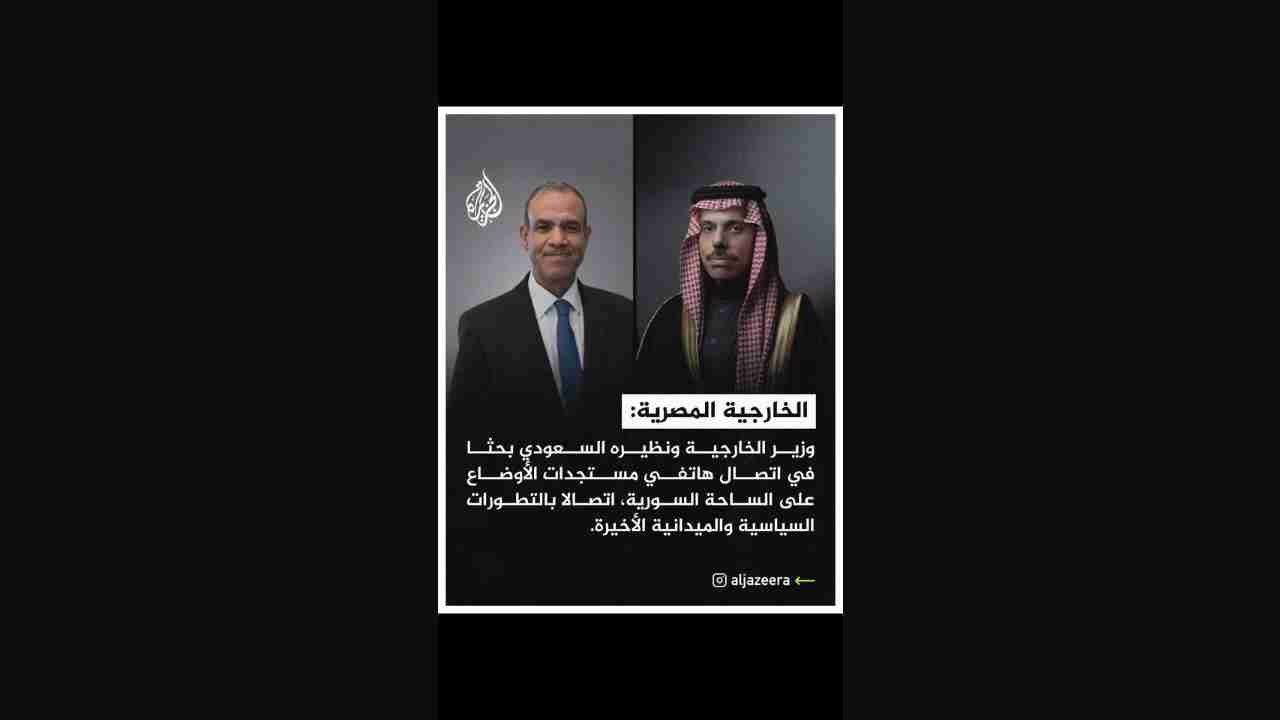 الجزيرة
الخارجية المصرية:
وزير الخارجية ونظيره السعودي بحثا
في اتصال هاتفي مستجدات الأوضاع
على الساحة السورية، اتصالا بالتطورات
السياسية والميدانية الأخيرة.
aljazeera